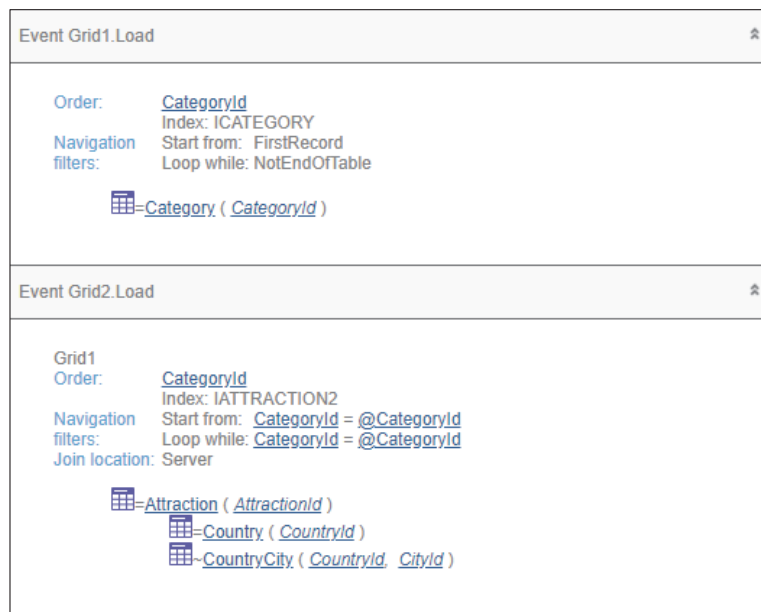 Event Grid1.Load
Order: CategoryId
Index: ICATEGORY
Navigation Start from: FirstRecord
filters: Loop while: NotEndOfTable
=Category ( CategoryId )
Event Grid2.Load
Grid1
Order: CategoryId
Index: IATTRACTION2
Navigation Start from: CategoryId = @CategoryId
filters: Loop while: CategoryId = @CategoryId
Join location: Server
=Attraction ( AttractionId )
=Country ( CountryId )
~CountryCity ( CountryId, CityId )